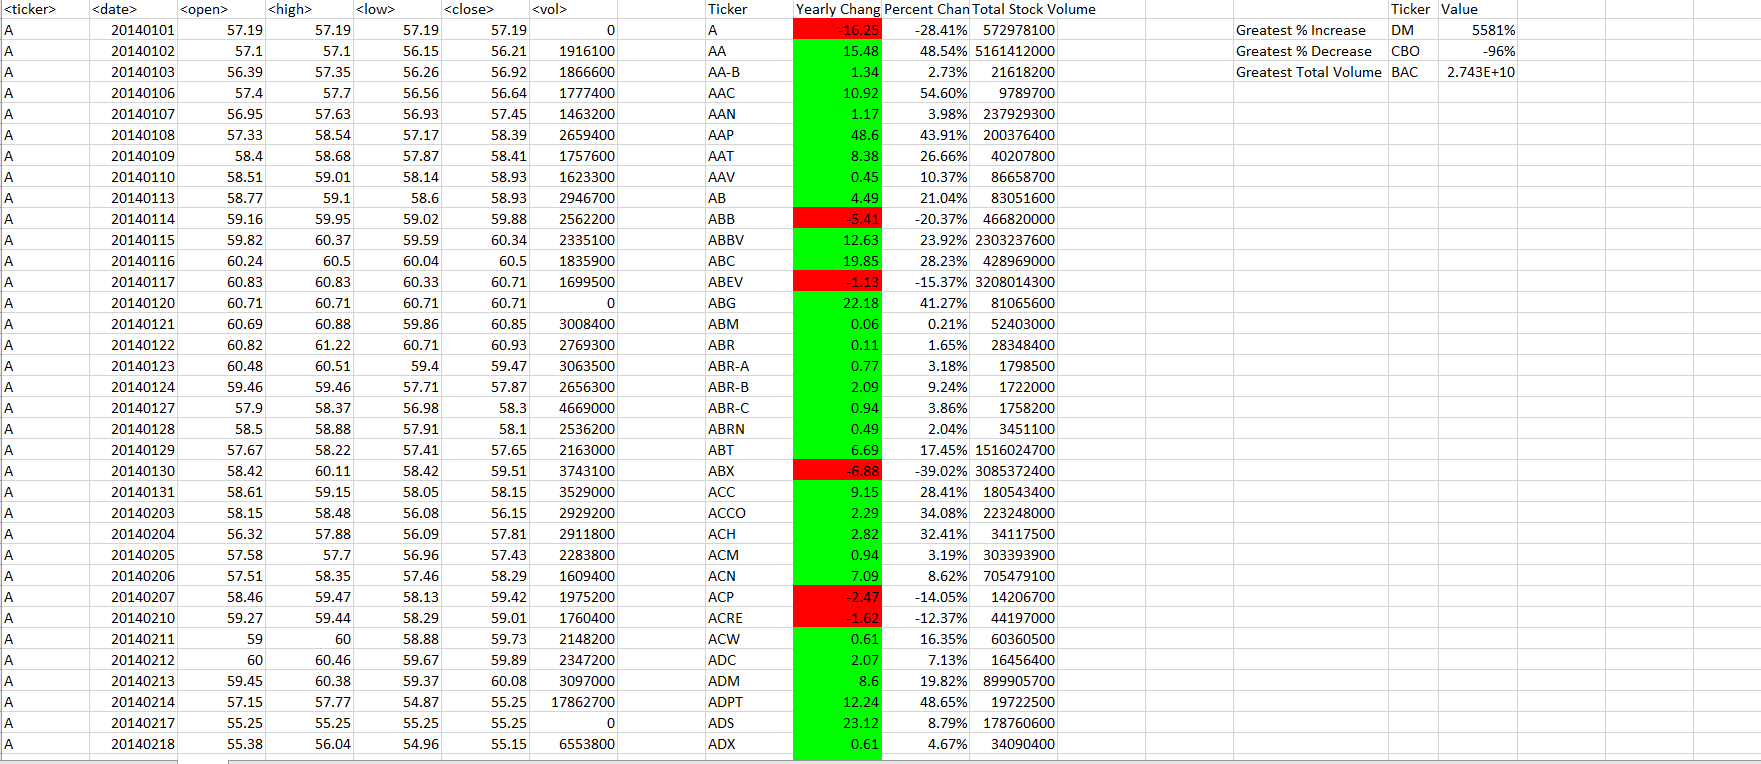 <ticker> <date> <open> <high> <low> <close> <vol> Ticker Yearly Chang Percent Chan Total Stock Volume Ticker Value
A 20140101 57.19 57.19 57.19 57.19 0 A -16.25 -28.41% 572978100 Greatest % Increase DM 5581%
A 20140102 57.1 57.1 56.15 56.21 1916100 AA 15.48 48.54% 5161412000 Greatest % Decrease CBO -96%
A 20140103 56.39 57.35 56.26 56.92 1866600 AA-B 1.34 2.73% 21618200 Greatest Total Volume BAC 2.743E+10
A 20140106 57.4 57.7 56.56 56.64 1777400 AAC 10.92 54.60% 9789700
A 20140107 56.95 57.63 56.93 57.45 1463200 AAN 1.17 3.98% 237929300
A 20140108 57.33 58.54 57.17 58.39 2659400 AAP 48.6 43.91% 200376400
A 20140109 58.4 58.68 57.87 58.41 1757600 AAT 8.38 26.66% 40207800
A 20140110 58.51 59.01 58.14 58.93 1623300 AAV 0.45 10.37% 86658700
A 20140113 58.77 59.1 58.6 58.93 2946700 AB 4.49 21.04% 83051600
A 20140114 59.16 59.95 59.02 59.88 2562200 ABB -5.41 -20.37% 466820000
A 20140115 59.82 60.37 59.59 60.34 2335100 ABBV 12.63 23.92% 2303237600
A 20140116 60.24 60.5 60.04 60.5 1835900 ABC 19.85 28.23% 428969000
A 20140117 60.83 60.83 60.33 60.71 1699500 ABEV -1.13 -15.37% 3208014300
A 20140120 60.71 60.71 60.71 60.71 0 ABG 22.18 41.27% 81065600
A 20140121 60.69 60.88 59.86 60.85 3008400 ABM 0.06 0.21% 52403000
A 20140122 60.82 61.22 60.71 60.93 2769300 ABR 0.11 1.65% 28348400
A 20140123 60.48 60.51 59.4 59.47 3063500 ABR-A 0.77 3.18% 1798500
A 20140124 59.46 59.46 57.71 57.87 2656300 ABR-B 2.09 9.24% 1722000
A 20140127 57.9 58.37 56.98 58.3 4669000 ABR-C 0.94 3.86% 1758200
A 20140128 58.5 58.88 57.91 58.1 2536200 ABRN 0.49 2.04% 3451100
A 20140129 57.67 58.22 57.41 57.65 2163000 ABT 6.69 17.45% 1516024700
A 20140130 58.42 60.11 58.42 59.51 3743100 ABX -6.88 -39.02% 3085372400
A 20140131 58.61 59.15 58.05 58.15 3529000 ACC 9.15 28.41% 180543400
A 20140203 58.15 58.48 56.08 56.15 2929200 ACCO 2.29 34.08% 223248000
A 20140204 56.32 57.88 56.09 57.81 2911800 ACH 2.82 32.41% 34117500
A 20140205 57.58 57.7 56.96 57.43 2283800 ACM 0.94 3.19% 303393900
A 20140206 57.51 58.35 57.46 58.29 1609400 ACN 7.09 8.62% 705479100
A 20140207 58.46 59.47 58.13 59.42 1975200 ACP -2.47 -14.05% 14206700
A 20140210 59.27 59.44 58.29 59.01 1760400 ACRE -1.62 -12.37% 44197000
A 20140211 59 60 58.88 59.73 2148200 ACW 0.61 16.35% 60360500
A 20140212 60 60.46 59.67 59.89 2347200 ADC 2.07 7.13% 16456400
A 20140213 59.45 60.38 59.37 60.08 3097000 ADM 8.6 19.82% 899905700
A 20140214 57.15 57.77 54.87 55.25 17862700 ADPT 12.24 48.65% 19722500
A 20140217 55.25 55.25 55.25 55.25 0 ADS 23.12 8.79% 178760600
A 20140218 55.38 56.04 54.96 55.15 6553800 ADX 0.61 4.67% 34090400